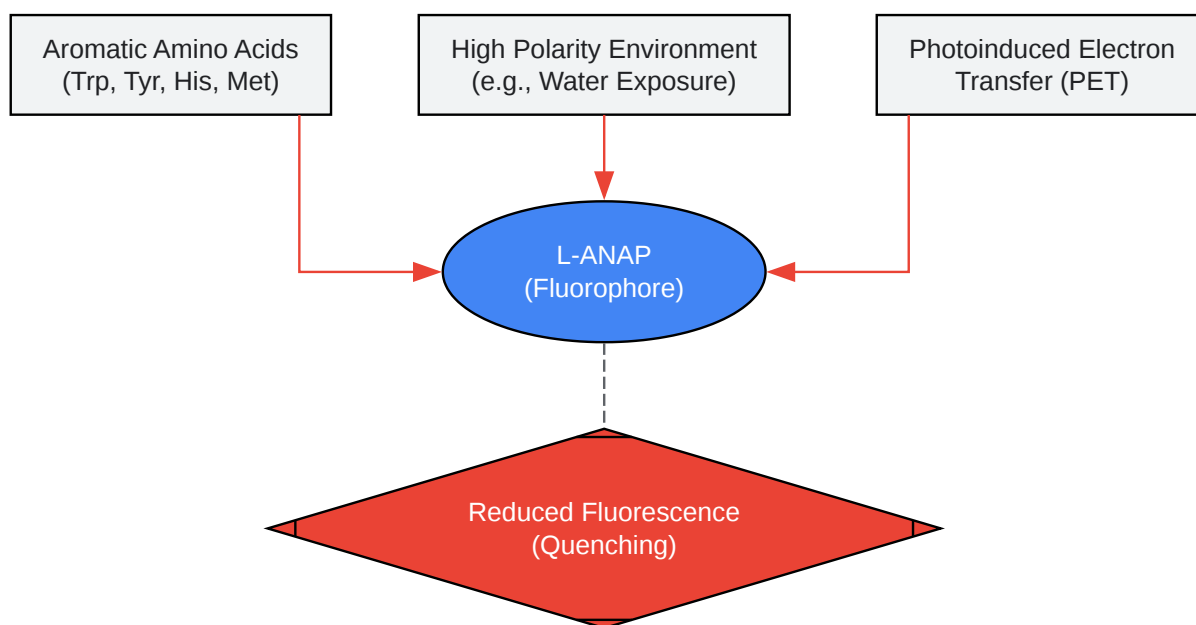 Aromatic Amino Acids
(Trp, Tyr, His, Met)
High Polarity Environment
(e.g., Water Exposure)
Photoinduced Electron
Transfer (PET)
L-ANAP
(Fluorophore)
Reduced Fluorescence
(Quenching)